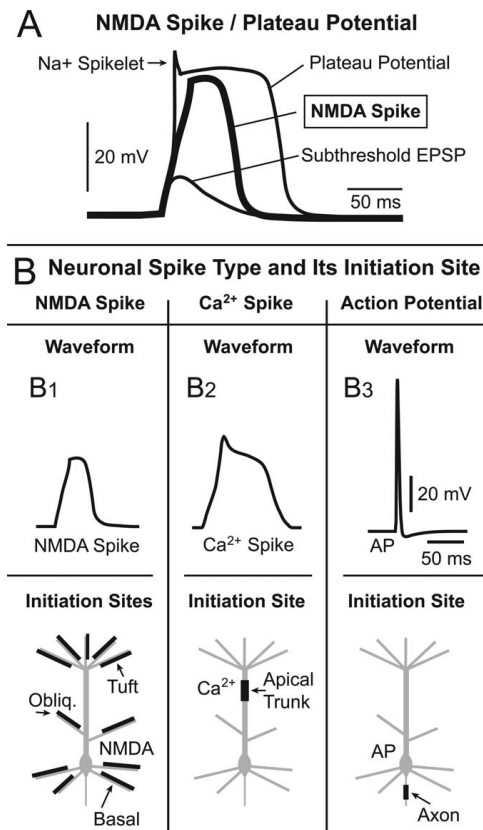 A NMDA Spike / Plateau Potential
Na+ Spikelet
Plateau Potential
NMDA Spike
20 mV
Subthreshold EPSP
50 ms
B Neuronal Spike Type and Its Initiation Site
NMDA Spike Ca²⁺ Spike Action Potential
Waveform Waveform Waveform
B1 B2 B3
20 mV
NMDA Spike Ca²⁺ Spike AP
50 ms
Initiation Sites Initiation Site Initiation Site
Tuft Ca²⁺ Apical
Trunk
Obliq.
NMDA AP
Basal Axon